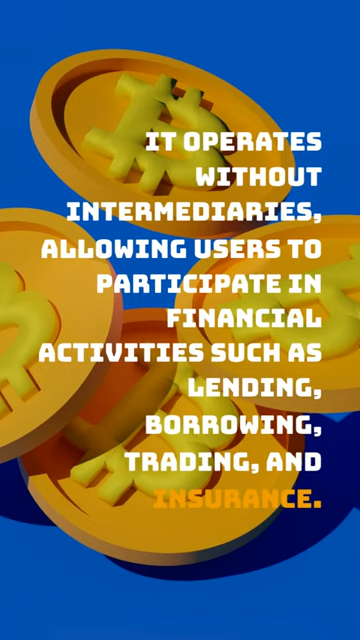 IT OPERATES
WITHOUT
INTERMEDIARIES,
ALLOWING USERS TO
PARTICIPATE IN
FINANCIAL
ACTIVITIES SUCH AS
LENDING,
BORROWING,
TRADING, AND
INSURANCE.